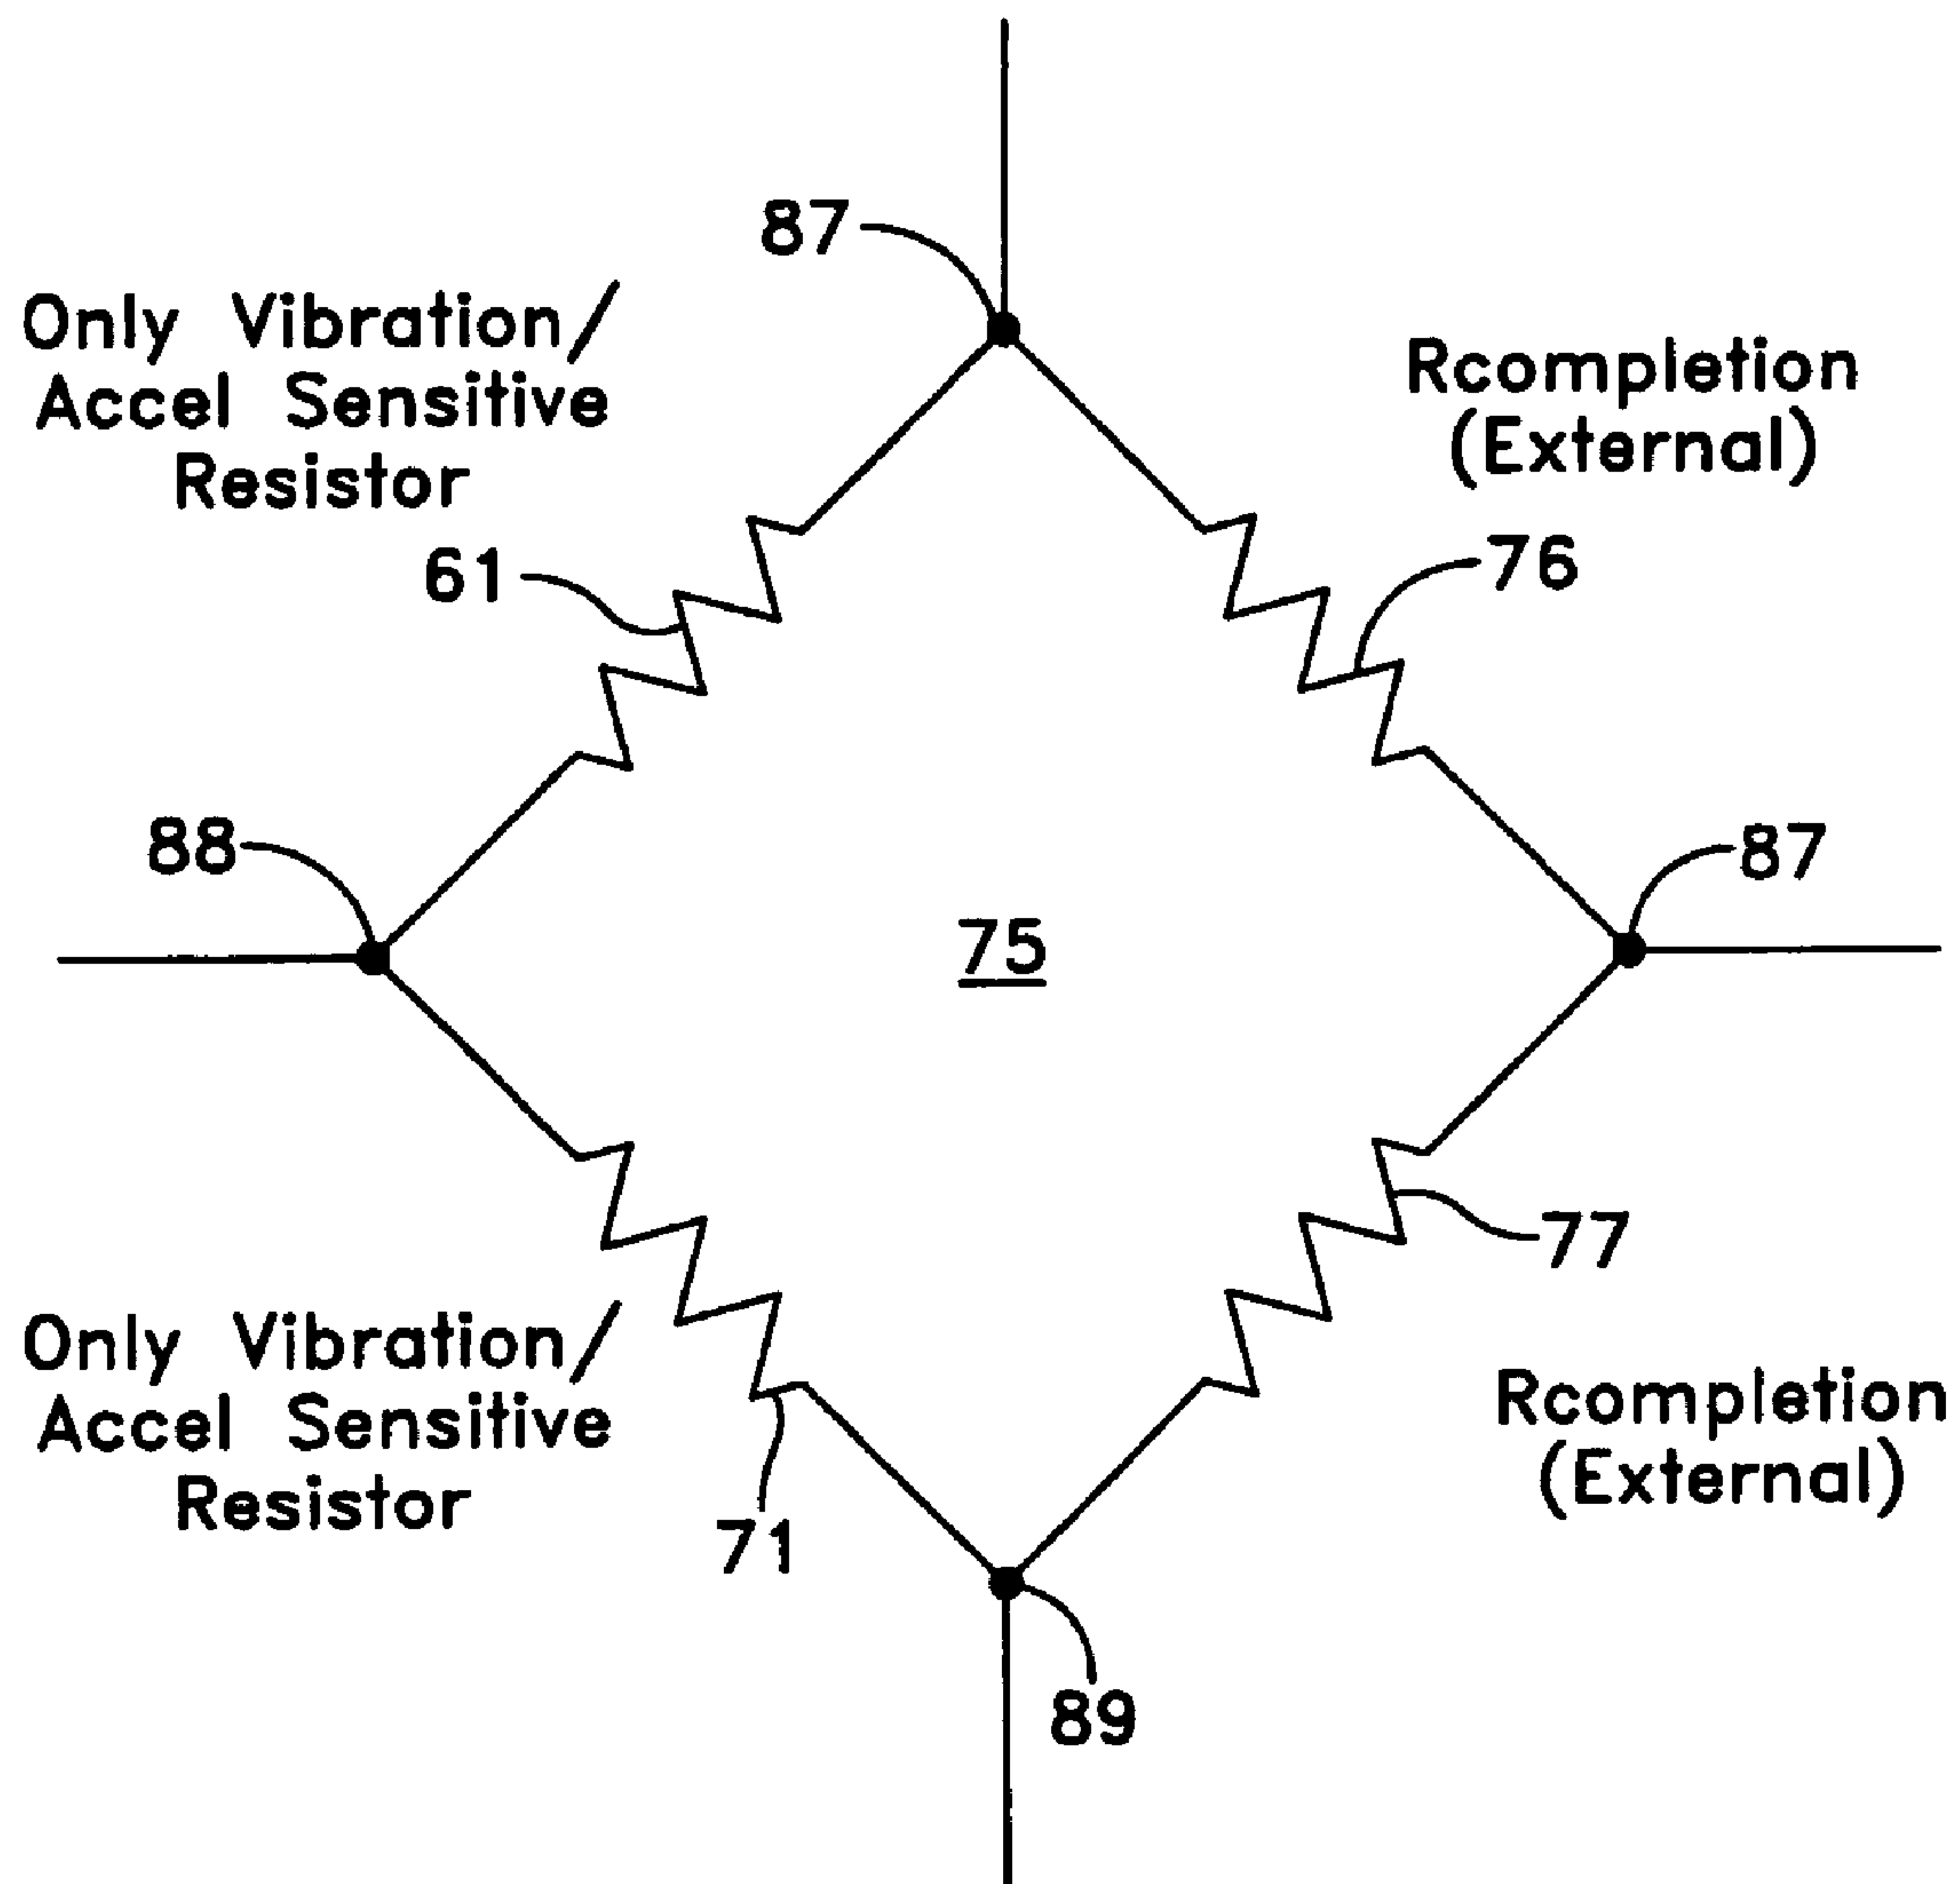 87
Only Vibration/
Accel Sensitive
Resistor
Rcompletion
(External)
61
76
88
87
75
77
Only Vibration/
Accel Sensitive
Resistor
Rcompletion
(External)
71
89